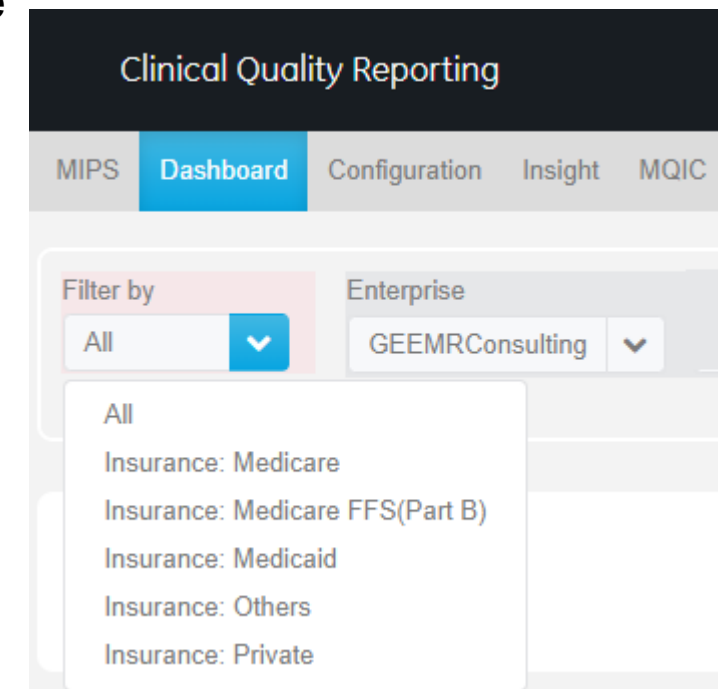 e
Clinical Quality Reporting
MIPS Dashboard Configuration Insight MQIC
Filter by Enterprise
All GEEMRConsulting
All
Insurance: Medicare
Insurance: Medicare FFS(Part B)
Insurance: Medicaid
Insurance: Others
Insurance: Private